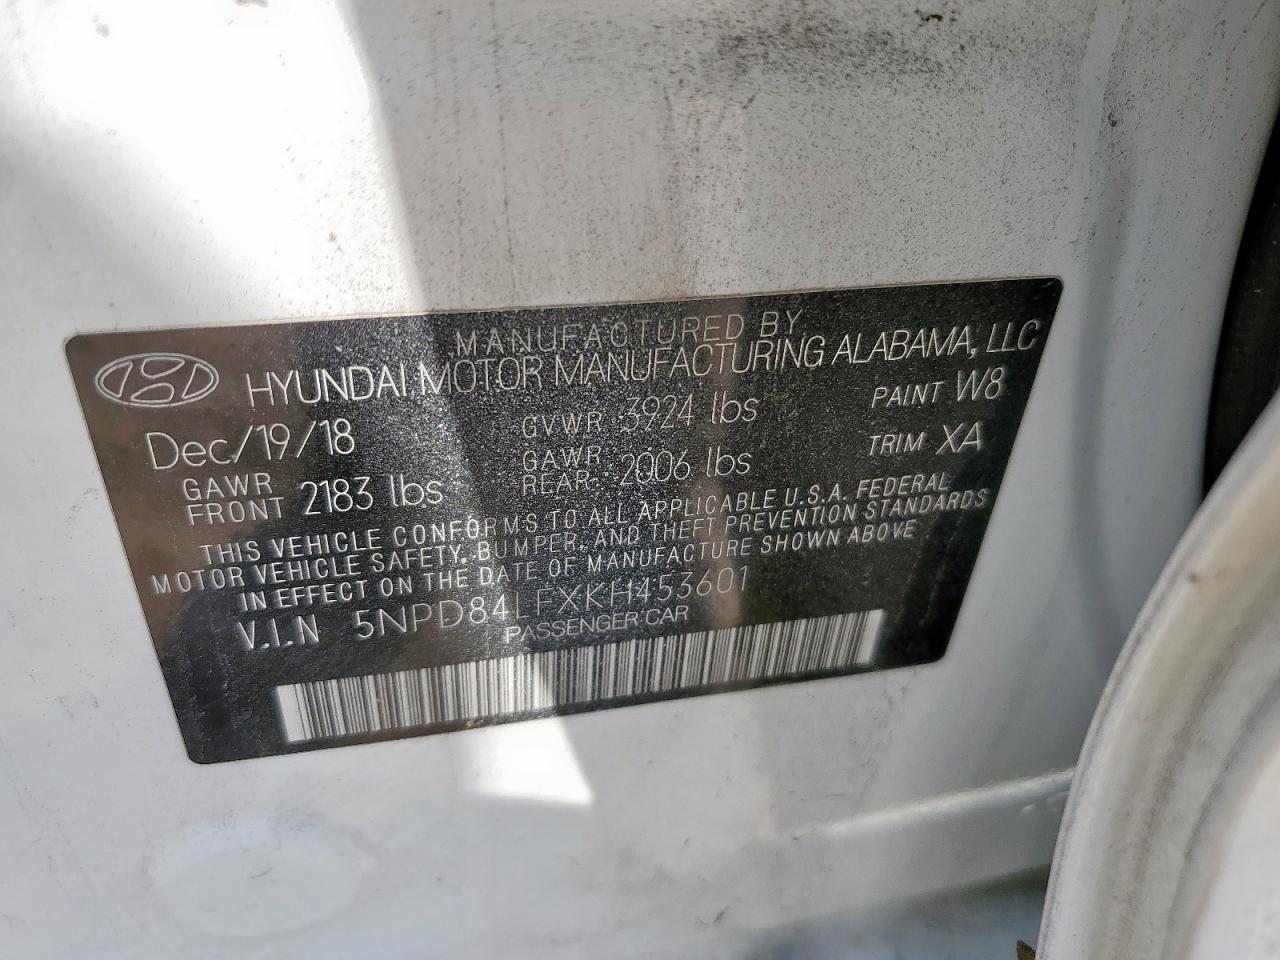 MANUFACTURED BY
HYUNDAI MOTOR MANUFACTURING ALABAMA, LLC
Dec/19/18 GVWR 3924 lbs PAINT W8
GAWR FRONT 2183 lbs GAWR REAR 2006 lbs TRIM XA
THIS VEHICLE CONFORMS TO ALL APPLICABLE U.S.A. FEDERAL
MOTOR VEHICLE SAFETY, BUMPER, AND THEFT PREVENTION STANDARDS
IN EFFECT ON THE DATE OF MANUFACTURE SHOWN ABOVE
V.I.N 5NPD84LFXKH453601
PASSENGER CAR